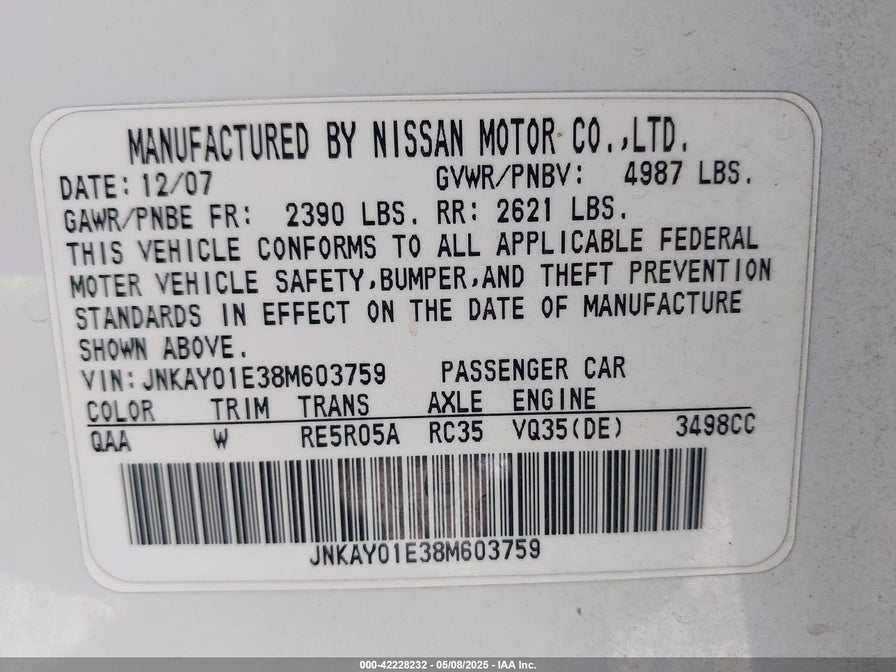 MANUFACTURED BY NISSAN MOTOR CO.,LTD.
DATE: 12/07 GVWR/PNBV: 4987 LBS.
GAWR/PNBE FR: 2390 LBS. RR: 2621 LBS.
THIS VEHICLE CONFORMS TO ALL APPLICABLE FEDERAL
MOTER VEHICLE SAFETY,BUMPER,AND THEFT PREVENTION
STANDARDS IN EFFECT ON THE DATE OF MANUFACTURE
SHOWN ABOVE.
VIN: JNKAY01E38M603759 PASSENGER CAR
COLOR TRIM TRANS AXLE ENGINE
QAA W RE5R05A RC35 VQ35(DE) 3498CC
JNKAY01E38M603759
000-42228232 - 05/08/2025 - IAA Inc.